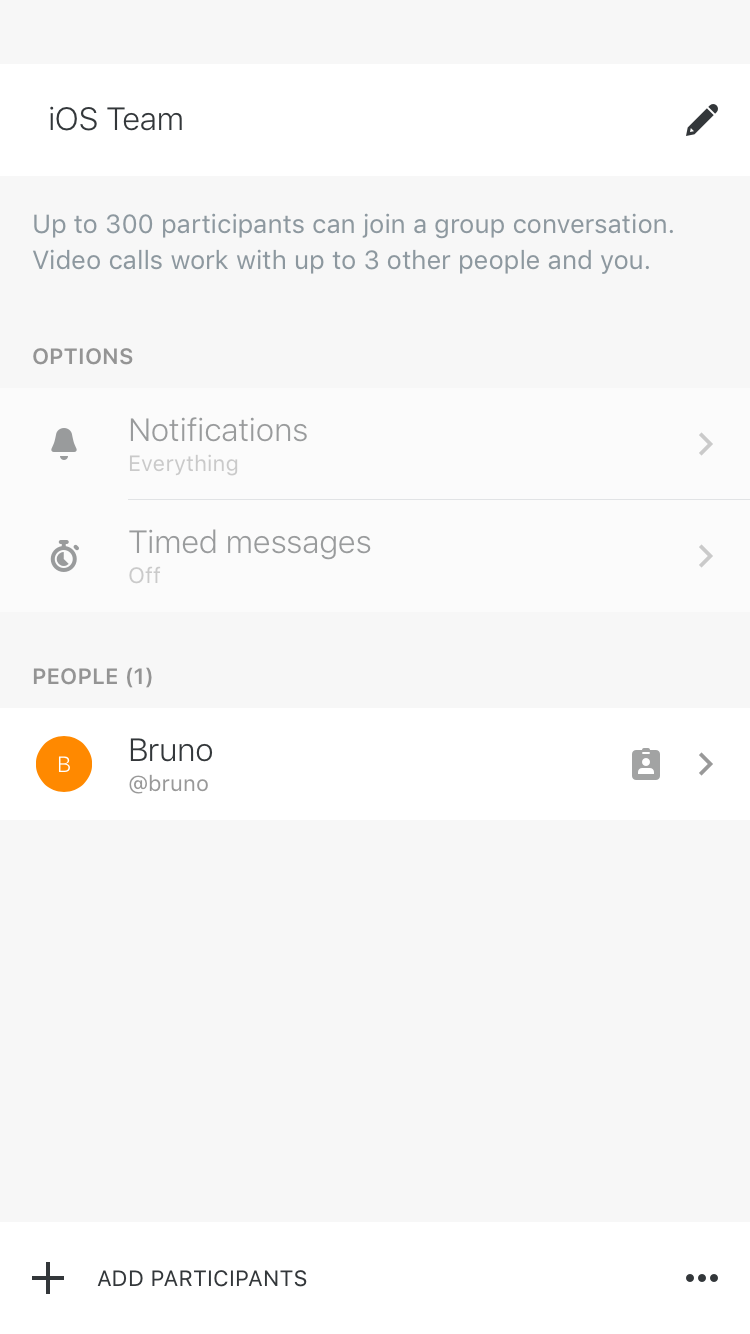 iOS Team
Up to 300 participants can join a group conversation.
Video calls work with up to 3 other people and you.
OPTIONS
Notifications
Everything
Timed messages
Off
PEOPLE (1)
B
Bruno
@bruno
ADD PARTICIPANTS